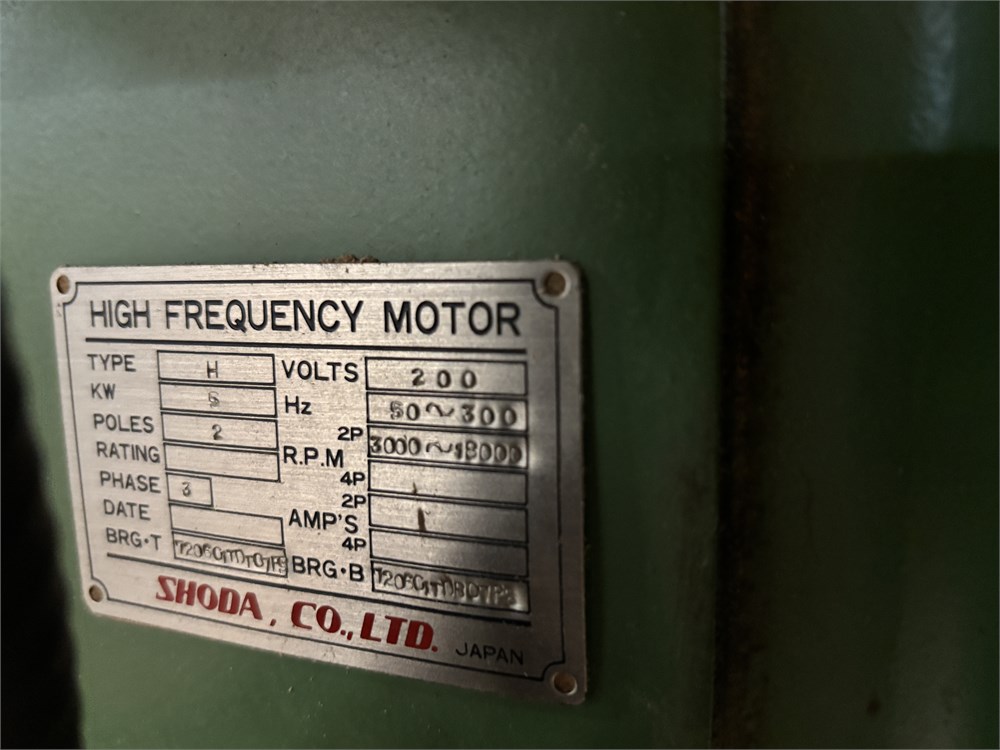 HIGH FREQUENCY MOTOR
TYPE H VOLTS 200
KW 5 Hz 50~300
POLES 2 2P 3000~18000
RATING R.P.M
4P
PHASE 3 2P
DATE AMP'S
4P
BRG·T BRG·B
SHODA, CO., LTD.
JAPAN